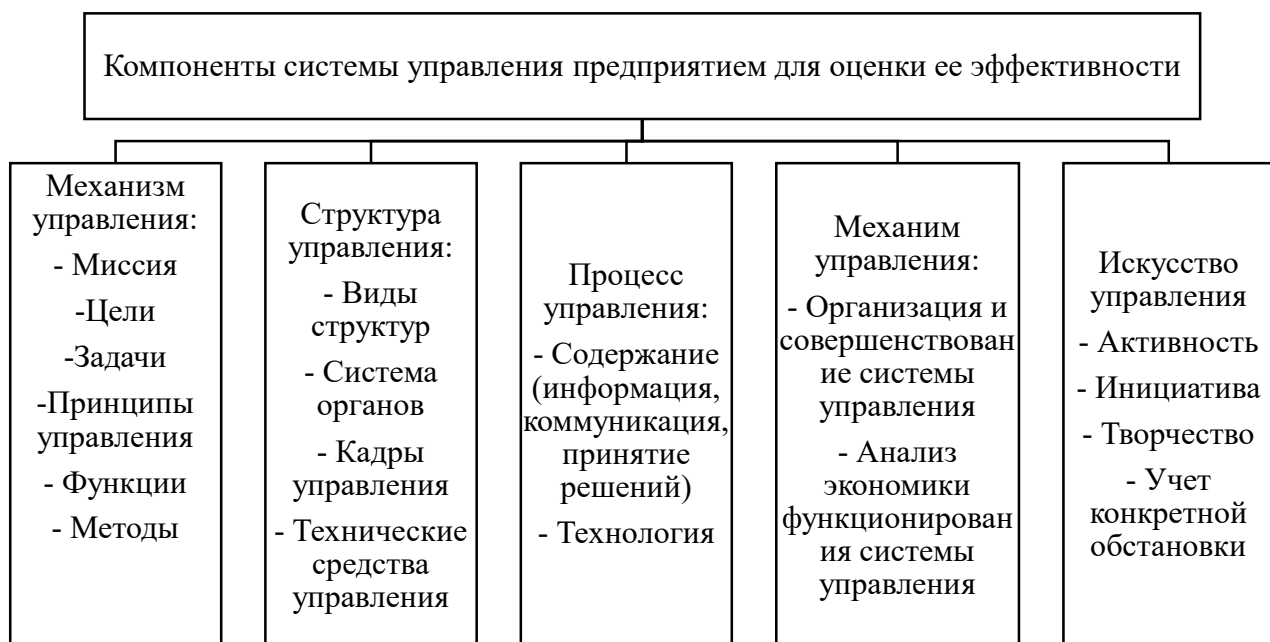 Компоненты системы управления предприятием для оценки ее эффективности
Механизм
управления:
- Миссия
-Цели
-Задачи
-Принципы
управления
- Функции
- Методы
Структура
управления:
- Виды
структур
- Система
органов
- Кадры
управления
- Технические
средства
управления
Процесс
управления:
- Содержание
(информация,
коммуникация,
принятие
решений)
- Технология
Механим
управления:
- Организация и
совершенствован
ие системы
управления
- Анализ
экономики
функционирован
ия системы
управления
Искусство
управления
- Активность
- Инициатива
- Творчество
- Учет
конкретной
обстановки